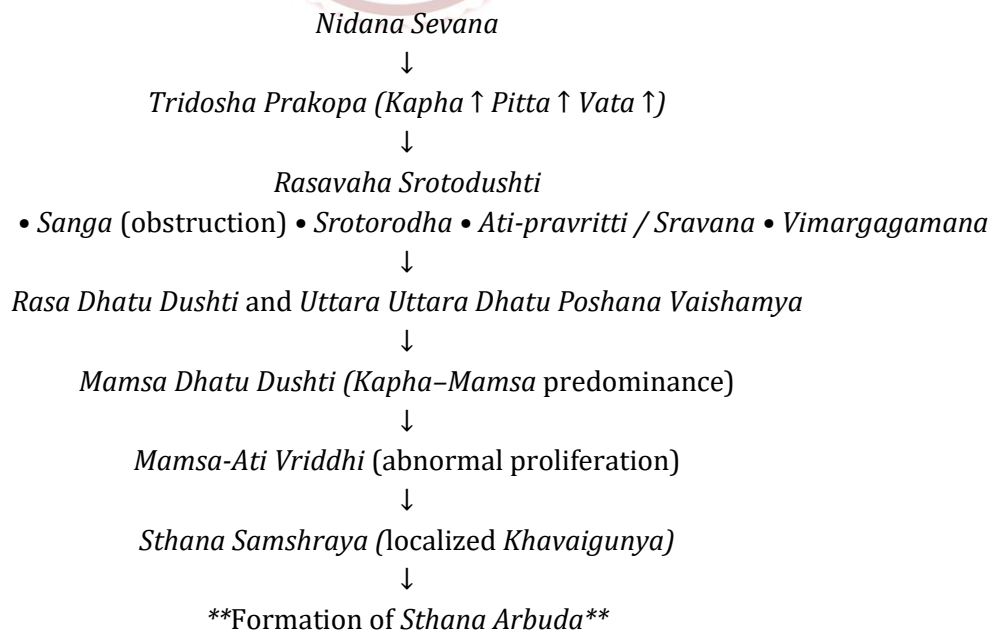 Nidana Sevana
↓
Tridosha Prakopa (Kapha ↑ Pitta ↑ Vata ↑)
↓
Rasavaha Srotodushti
• Sanga (obstruction) • Srotorodha • Ati-pravritti / Sravana • Vimargagamana
↓
Rasa Dhatu Dushti and Uttara Uttara Dhatu Poshana Vaishamya
↓
Mamsa Dhatu Dushti (Kapha–Mamsa predominance)
↓
Mamsa-Ati Vriddhi (abnormal proliferation)
↓
Sthana Samshraya (localized Khavaigunya)
↓
**Formation of Sthana Arbuda**